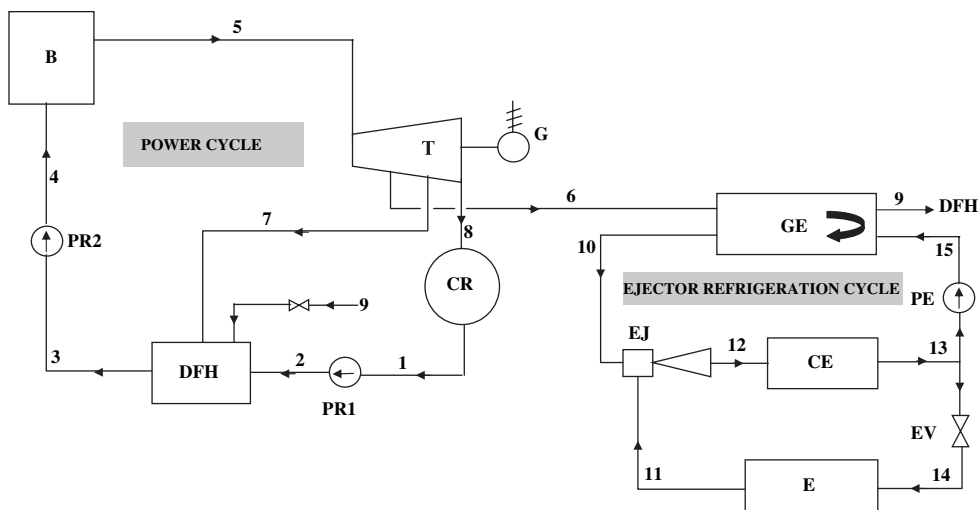 5
B
G
POWER CYCLE
T
4
6
9
DFH
7
GE
8
10
15
PR2
CR
EJECTOR REFRIGERATION CYCLE
9
PE
EJ
12
13
3
2
1
CE
DFH
PR1
EV
11
14
E